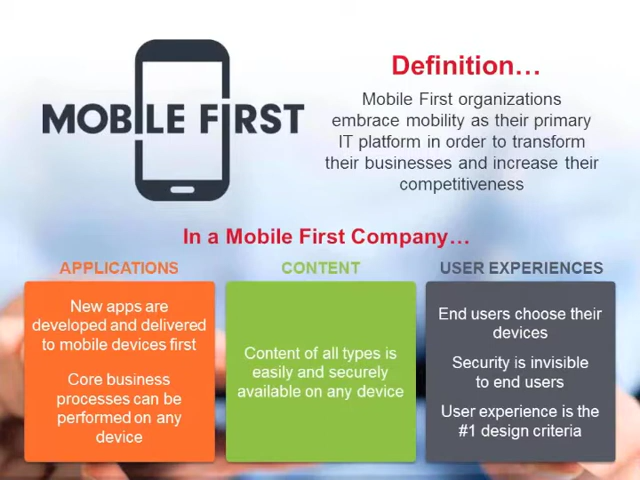 MOBILE FIRST
Definition…
Mobile First organizations
embrace mobility as their primary
IT platform in order to transform
their businesses and increase their
competitiveness
In a Mobile First Company…
APPLICATIONS
New apps are
developed and delivered
to mobile devices first
Core business
processes can be
performed on any
device
CONTENT
Content of all types is
easily and securely
available on any device
USER EXPERIENCES
End users choose their
devices
Security is invisible
to end users
User experience is the
#1 design criteria